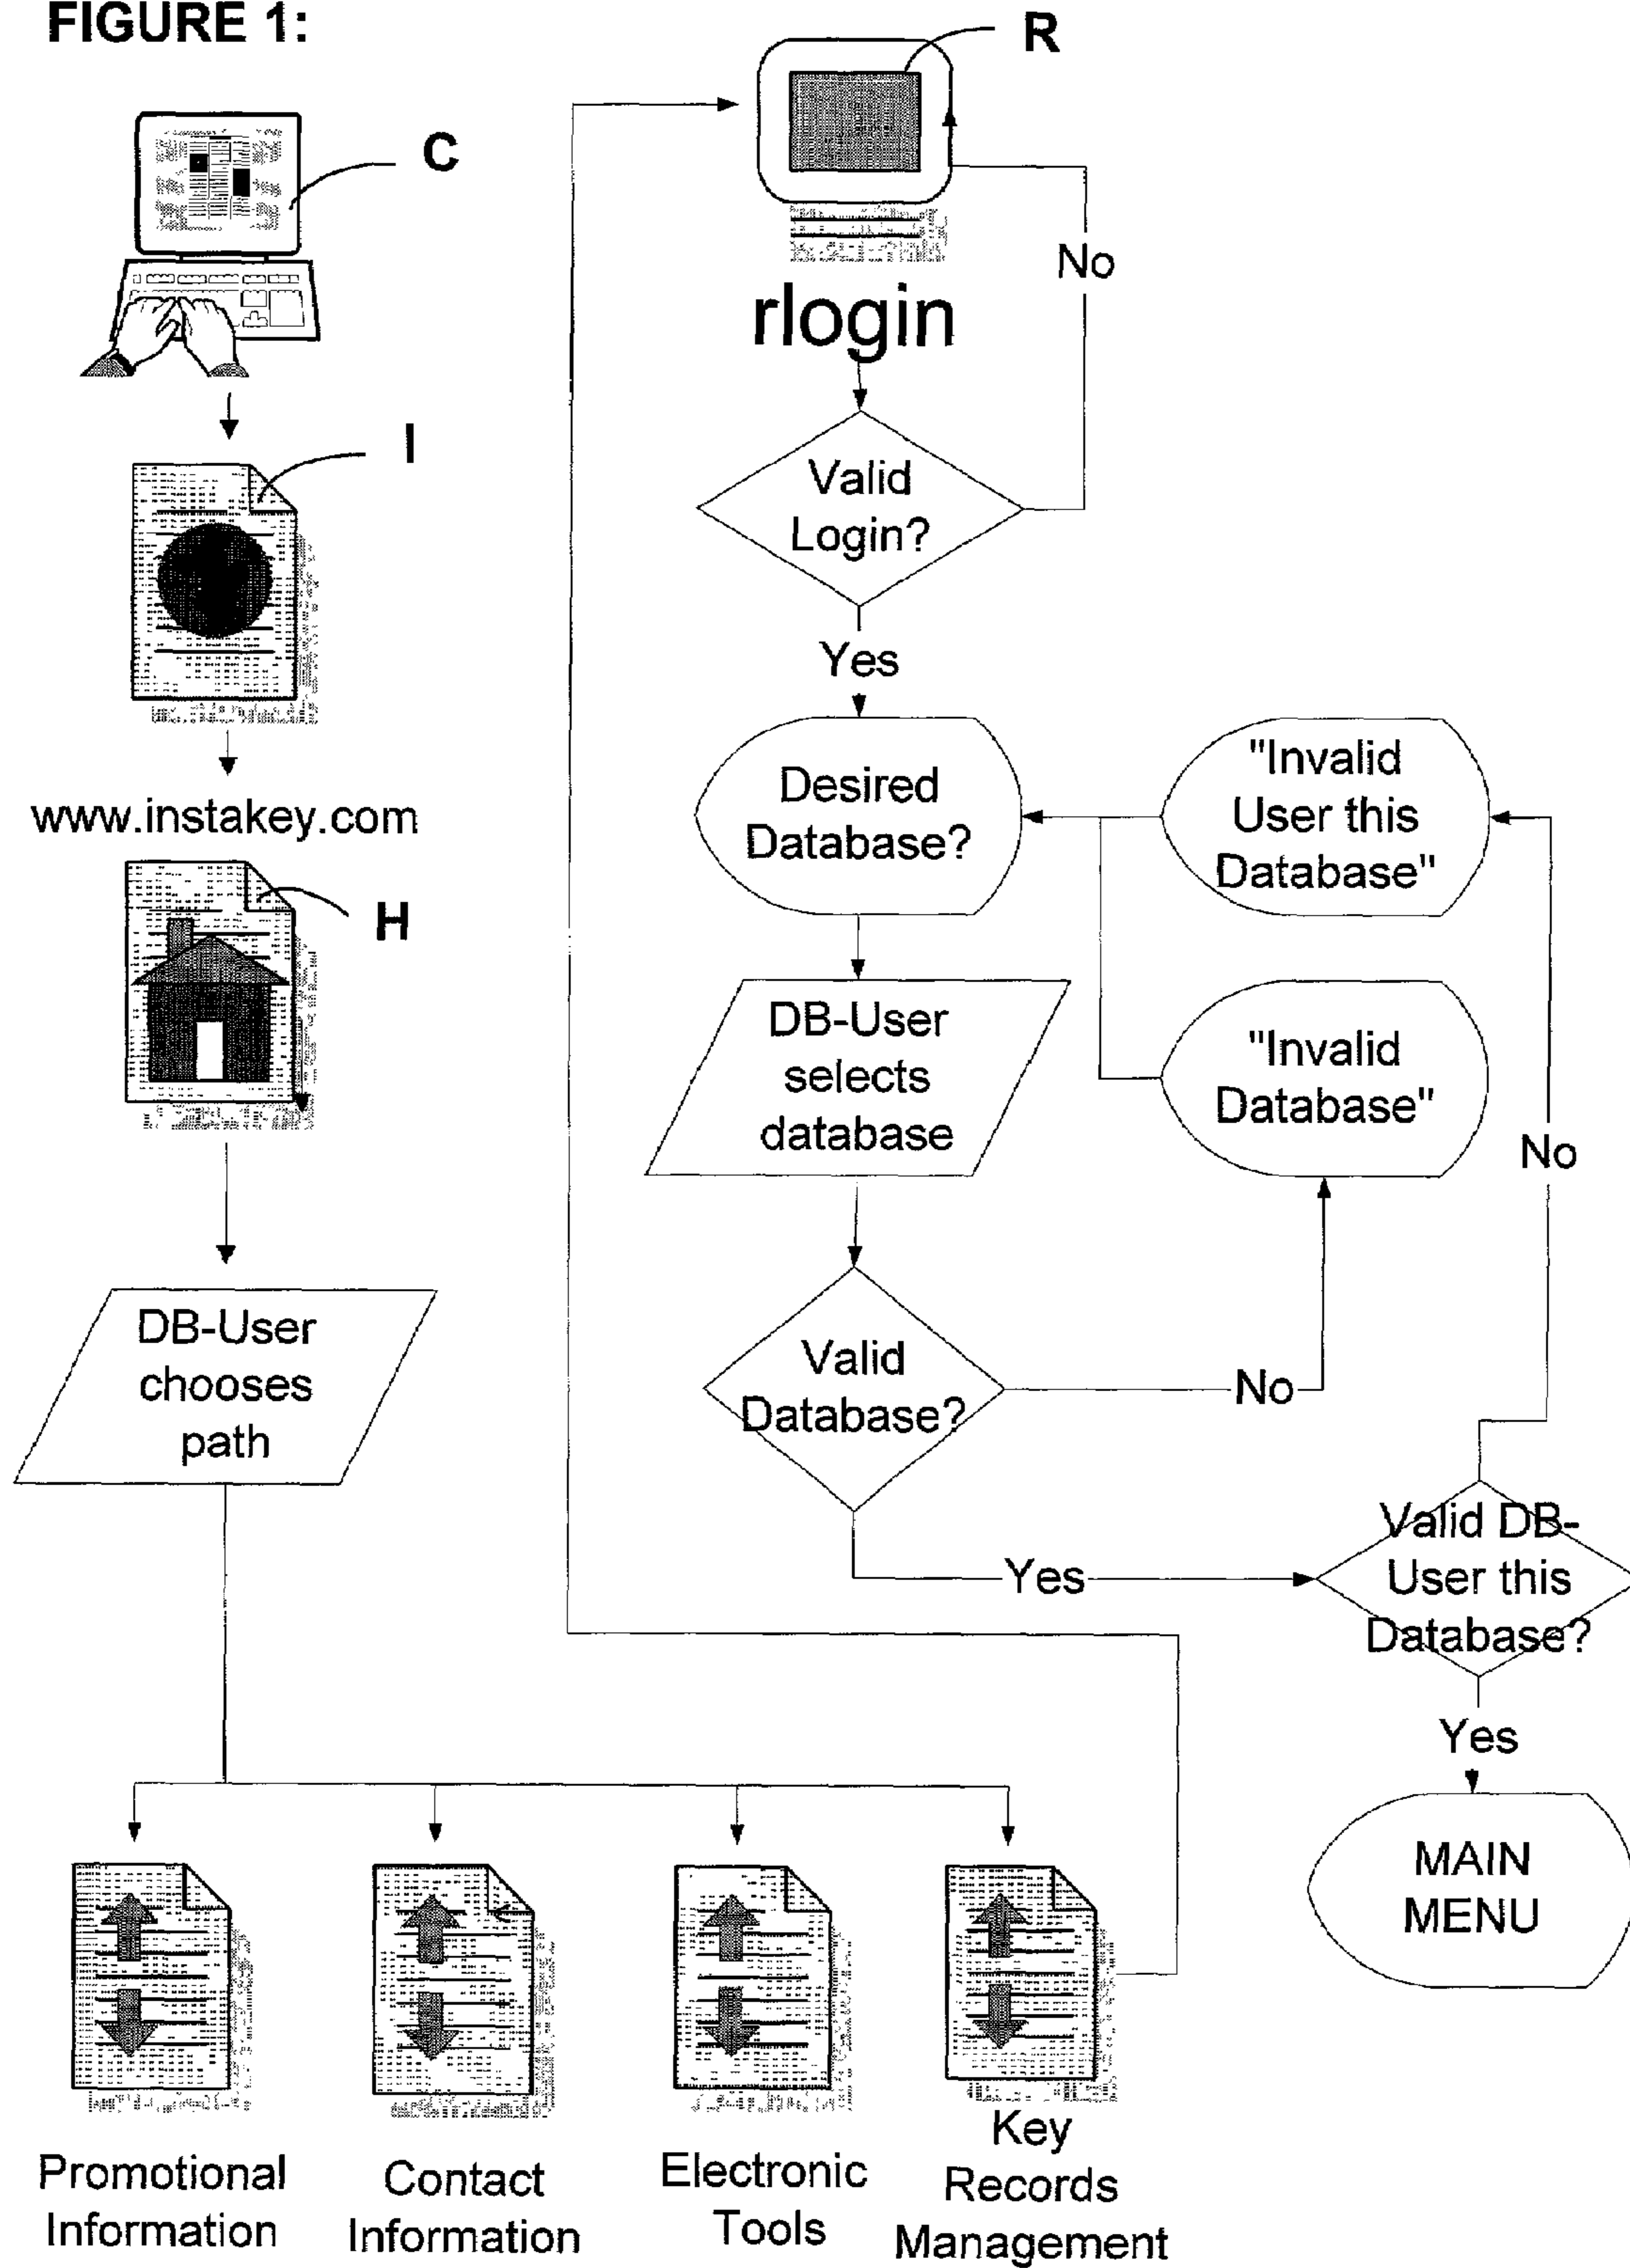 FIGURE 1:
C
I
www.instakey.com
H
DB-User
chooses
path
Promotional
Information
Contact
Information
Electronic
Tools
Key
Records
Management
R
rlogin
No
Valid
Login?
Yes
Desired
Database?
"Invalid
User this
Database"
DB-User
selects
database
"Invalid
Database"
No
Valid
Database?
No
Yes
Valid DB-
User this
Database?
Yes
MAIN
MENU